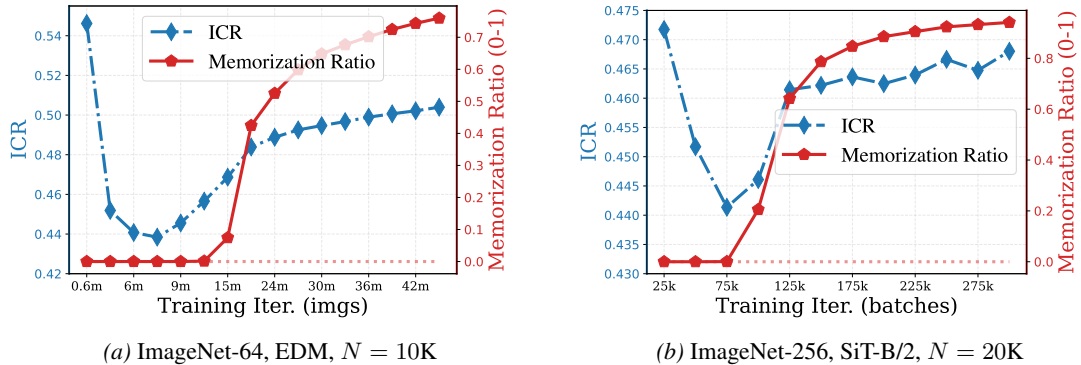 0.54
0.52
0.50
0.48
0.46
0.44
0.42
ICR
ICR
Memorization Ratio
0.7
0.6
0.5
0.4
0.3
0.2
0.1
0.0
Memorization Ratio (0-1)
0.6m 6m 9m 15m 24m 30m 36m 42m
Training Iter. (imgs)
(a) ImageNet-64, EDM, N = 10K
0.475
0.470
0.465
0.460
0.455
0.450
0.445
0.440
0.435
0.430
ICR
ICR
Memorization Ratio
0.8
0.6
0.4
0.2
0.0
Memorization Ratio (0-1)
25k 75k 125k 175k 225k 275k
Training Iter. (batches)
(b) ImageNet-256, SiT-B/2, N = 20K